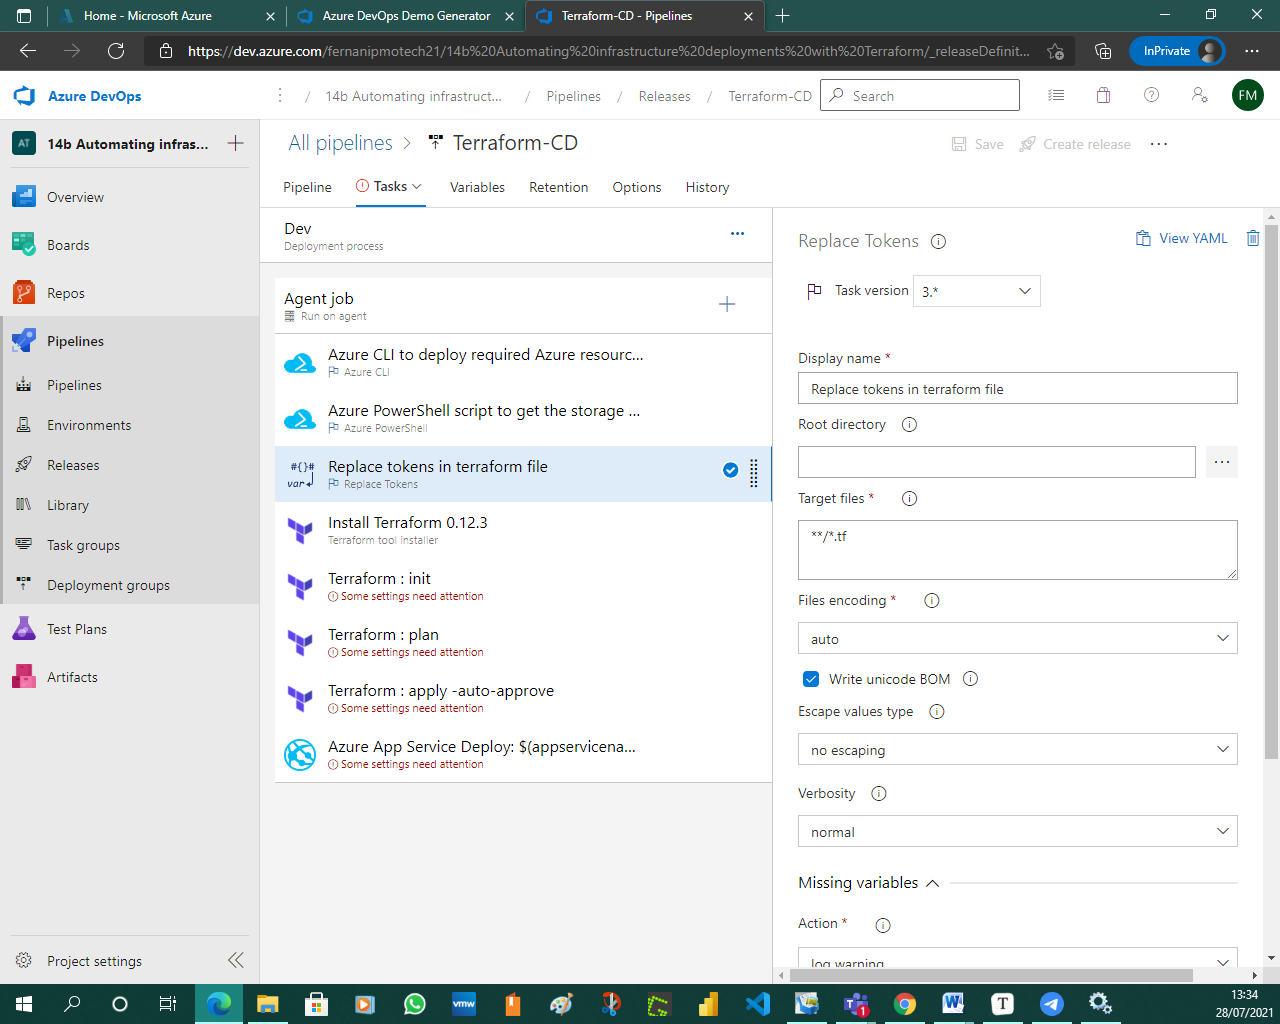 Home - Microsoft Azure
Azure DevOps Demo Generator
Terraform-CD - Pipelines
https://dev.azure.com/fernanipmotech21/14b%20Automating%20infrastructure%20deployments%20with%20Terraform/_releaseDefinit...
InPrivate
Azure DevOps
/ 14b Automating infrastruct... / Pipelines / Releases / Terraform-CD
Search
FM
AT
14b Automating infras...
All pipelines > Terraform-CD
Save
Create release
Pipeline
Tasks
Variables
Retention
Options
History
Overview
Boards
Repos
Pipelines
Pipelines
Environments
Releases
Library
Task groups
Deployment groups
Test Plans
Artifacts
Project settings
Dev
Deployment process
Agent job
Run on agent
Azure CLI to deploy required Azure resourc...
Azure CLI
Azure PowerShell script to get the storage ...
Azure PowerShell
#{}#
var
Replace tokens in terraform file
Replace Tokens
Install Terraform 0.12.3
Terraform tool installer
Terraform : init
Some settings need attention
Terraform : plan
Some settings need attention
Terraform : apply -auto-approve
Some settings need attention
Azure App Service Deploy: $(appservicena...
Some settings need attention
Replace Tokens
View YAML
Task version
3.*
Display name *
Replace tokens in terraform file
Root directory
Target files *
**/*.tf
Files encoding *
auto
Write unicode BOM
Escape values type
no escaping
Verbosity
normal
Missing variables
Action *
log warning
vmw
1
W
T
13:34
28/07/2021